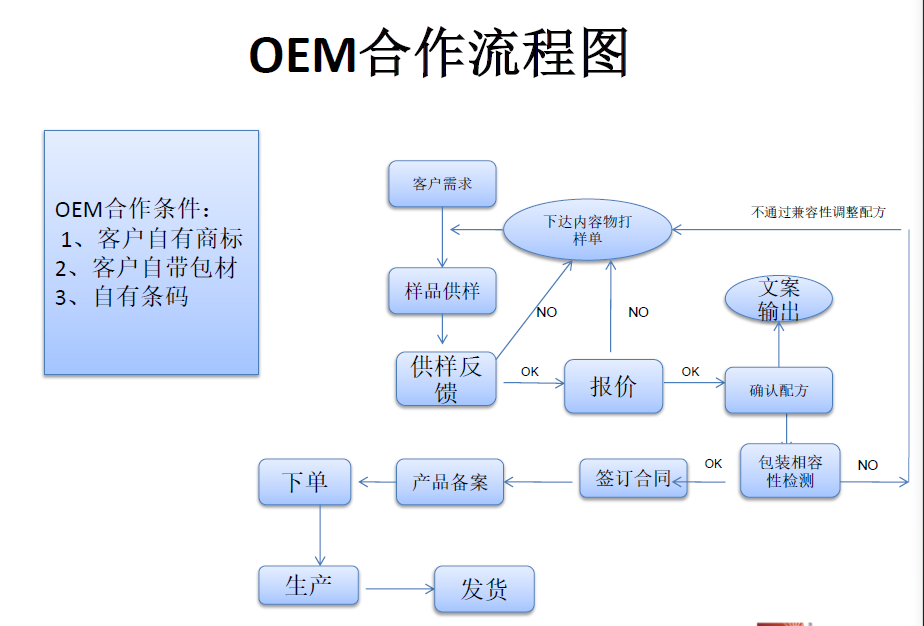 OEM合作流程图
OEM合作条件：
1、客户自有商标
2、客户自带包材
3、自有条码
客户需求
下达内容物打
样单
不通过兼容性调整配方
样品供样
文案
输出
NO
NO
供样反
馈
OK
报价
OK
确认配方
下单
产品备案
签订合同
OK
包装相容
性检测
NO
生产
发货